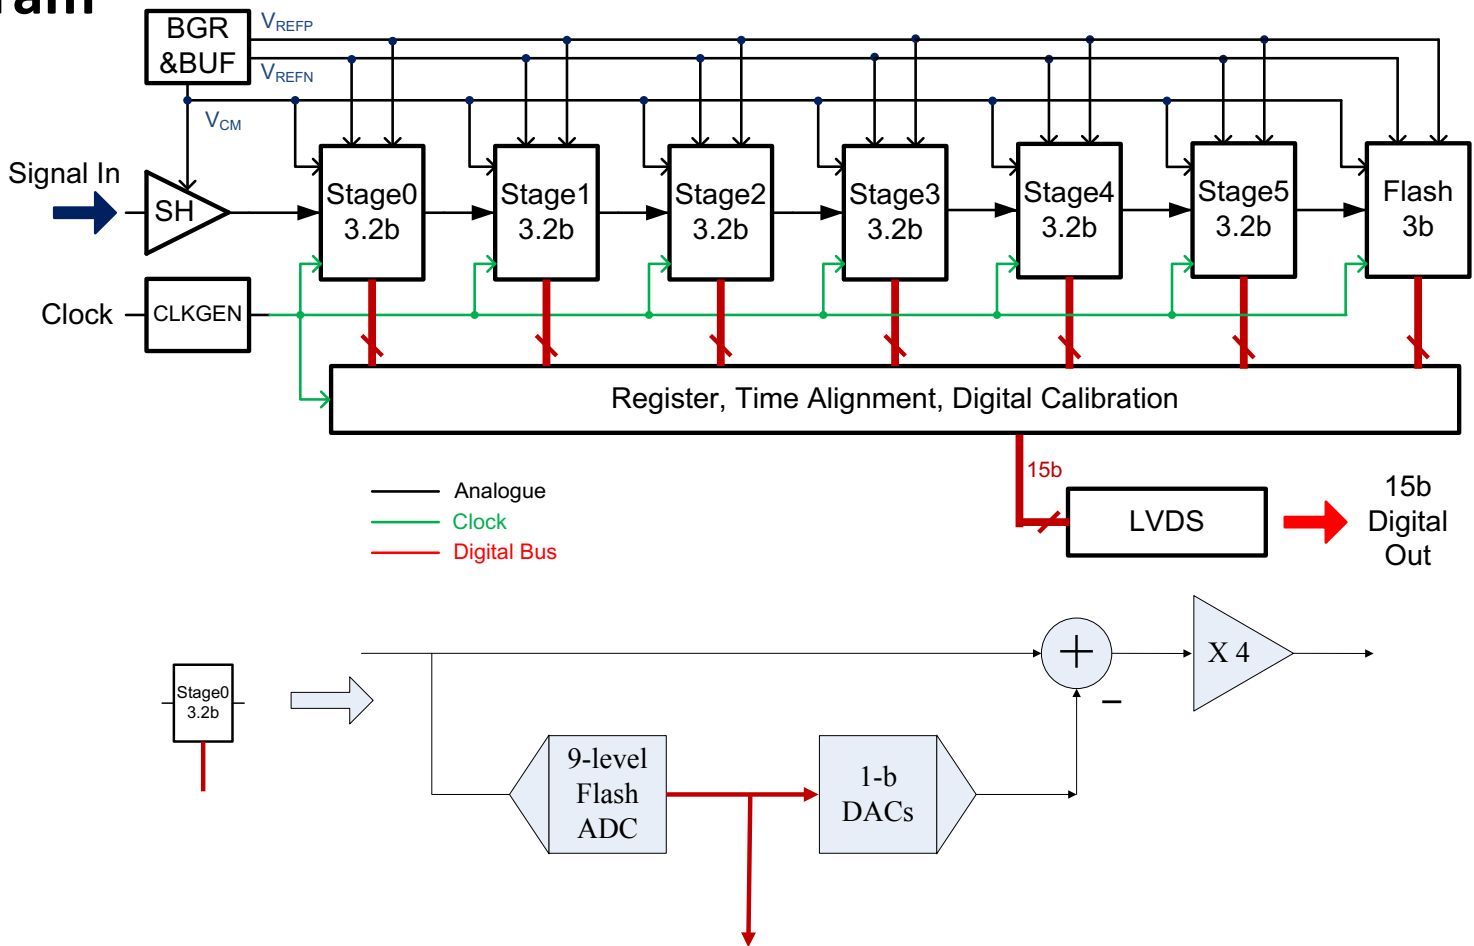 BGR
&BUF
VREFP
VREFN
VCM
Signal In
SH
Stage0
3.2b
Stage1
3.2b
Stage2
3.2b
Stage3
3.2b
Stage4
3.2b
Stage5
3.2b
Flash
3b
Clock
CLKGEN
Register, Time Alignment, Digital Calibration
15b
Analogue
Clock
Digital Bus
LVDS
15b
Digital
Out
Stage0
3.2b
+
−
X 4
9-level
Flash
ADC
1-b
DACs